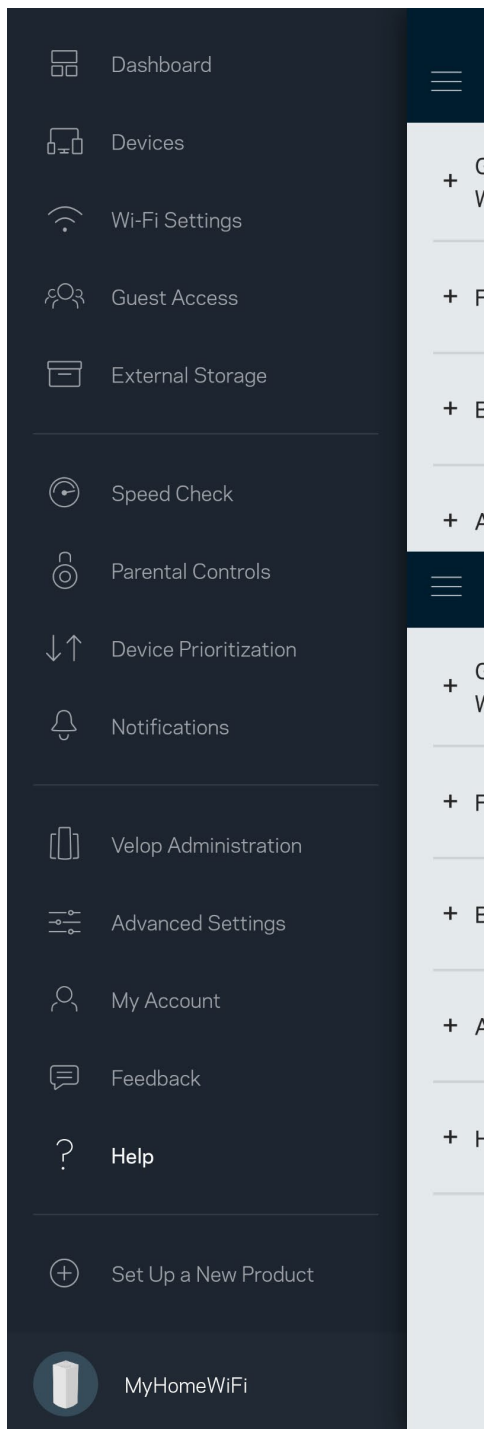 Dashboard
Devices
Wi-Fi Settings
Guest Access
External Storage
Speed Check
Parental Controls
Device Prioritization
Notifications
Velop Administration
Advanced Settings
My Account
Feedback
Help
Set Up a New Product
MyHomeWiFi